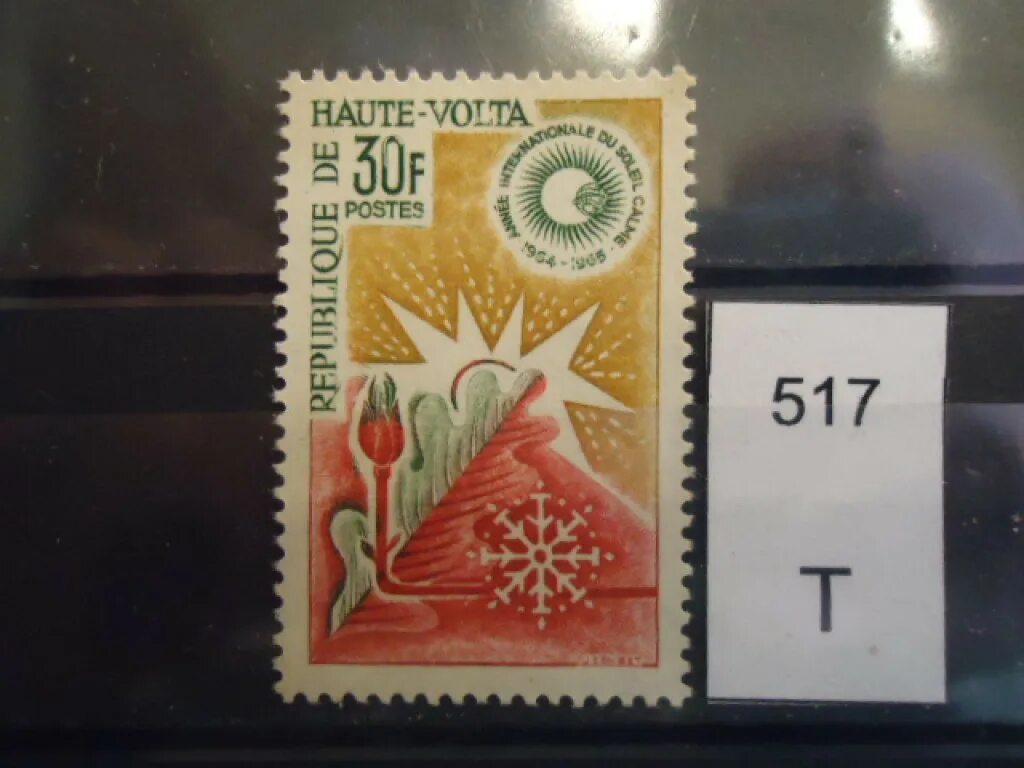 HAUTE-VOLTA
REPUBLIQUE DE
30F
POSTES
ANNÉE INTERNATIONALE DU SOLEIL CALME
1964-1965
517
T